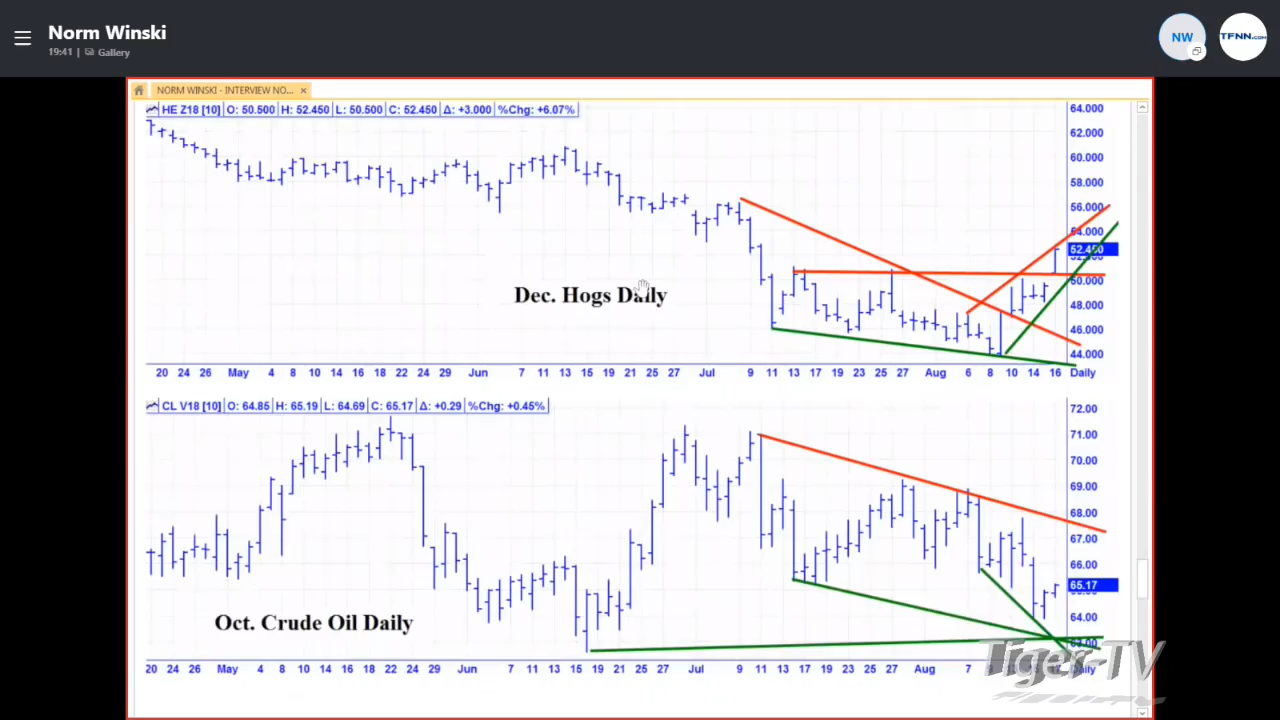 Norm Winski
19:41 | Gallery
NW
TFNN.COM
NORM WINSKI - INTERVIEW NO... ×
HE Z18 [10] O: 50.500 H: 52.450 L: 50.500 C: 52.450 Δ: +3.000 %Chg: +6.07%
64.000
62.000
60.000
58.000
56.000
54.000
52.450
50.000
48.000
46.000
44.000
Dec. Hogs Daily
20 24 26 May 4 8 10 14 16 18 22 24 29 Jun 7 11 13 15 19 21 25 27 Jul 9 11 13 17 19 23 25 27 Aug 6 8 10 14 16 Daily
CL V18 [10] O: 64.85 H: 65.19 L: 64.69 C: 65.17 Δ: +0.29 %Chg: +0.45%
72.00
71.00
70.00
69.00
68.00
67.00
66.00
65.17
64.00
63.00
Oct. Crude Oil Daily
20 24 26 May 4 8 10 14 16 18 22 24 29 Jun 7 11 13 15 19 21 25 27 Jul 9 11 13 17 19 23 25 27 Aug 7 9 13 15 17 Daily
Tiger-TV